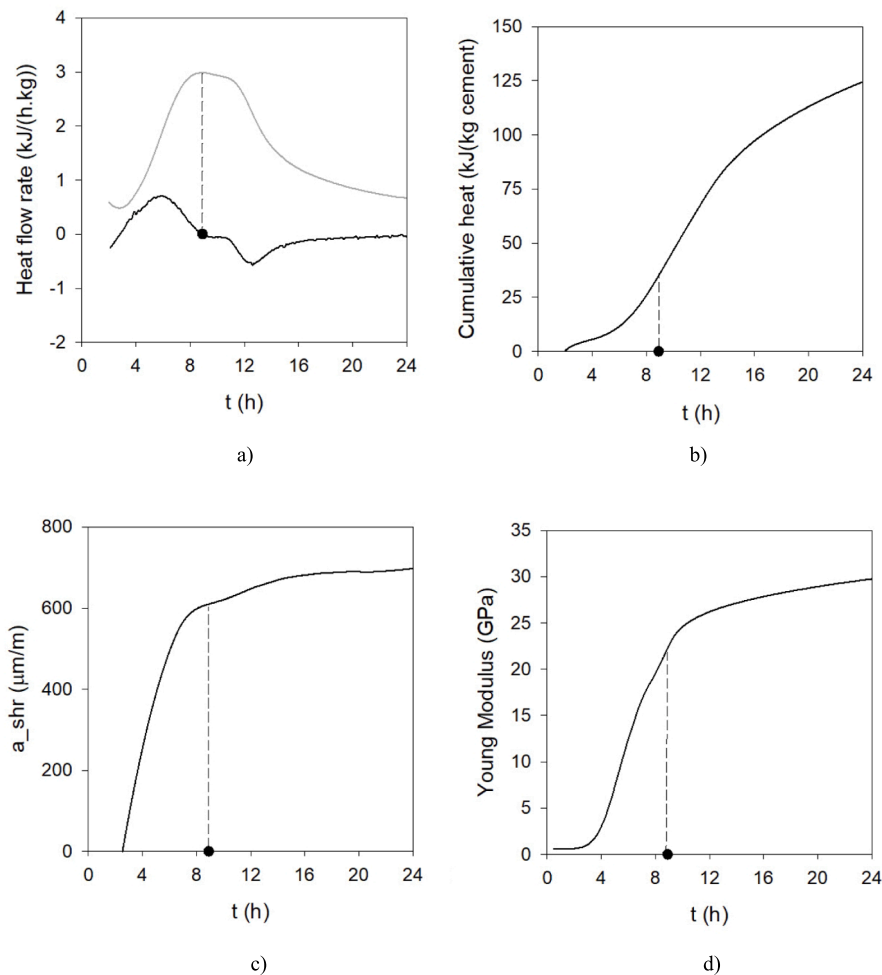 Heat flow rate (kJ/(h.kg))
4
3
2
1
0
-1
-2
0 4 8 12 16 20 24
t (h)
a)
Cumulative heat (kJ(kg cement)
150
125
100
75
50
25
0
0 4 8 12 16 20 24
t (h)
b)
a_shr (μm/m)
800
600
400
200
0
0 4 8 12 16 20 24
t (h)
c)
Young Modulus (GPa)
35
30
25
20
15
10
5
0
0 4 8 12 16 20 24
t (h)
d)